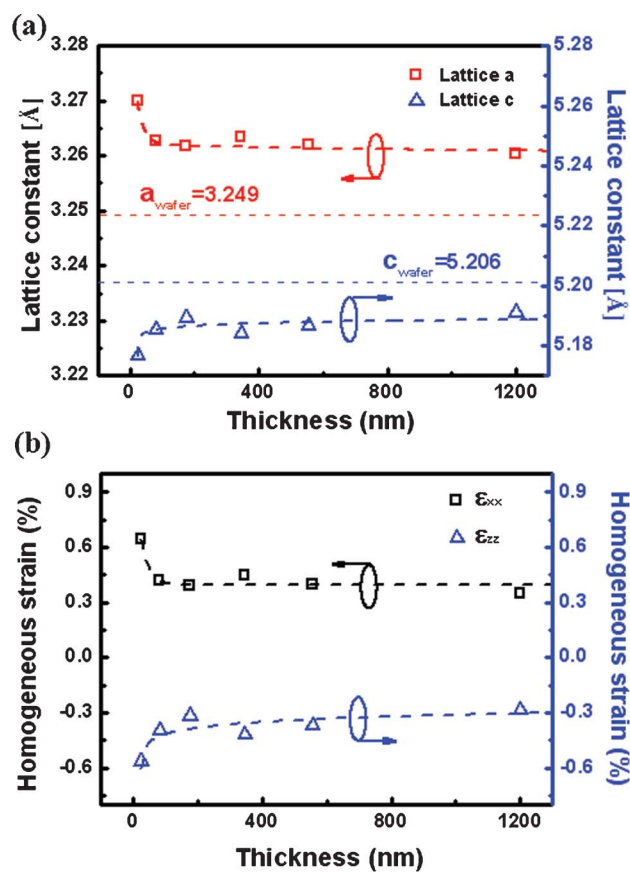 (a)
3.28
3.27
3.26
3.25
3.24
3.23
3.22
Lattice constant [Å]
Lattice a
Lattice c
a wafer=3.249
c wafer=5.206
5.28
5.26
5.24
5.22
5.20
5.18
Lattice constant [Å]
0 400 800 1200
Thickness (nm)
(b)
0.9
0.6
0.3
0.0
-0.3
-0.6
Homogeneous strain (%)
εxx
εzz
0.9
0.6
0.3
0.0
-0.3
-0.6
Homogeneous strain (%)
0 400 800 1200
Thickness (nm)